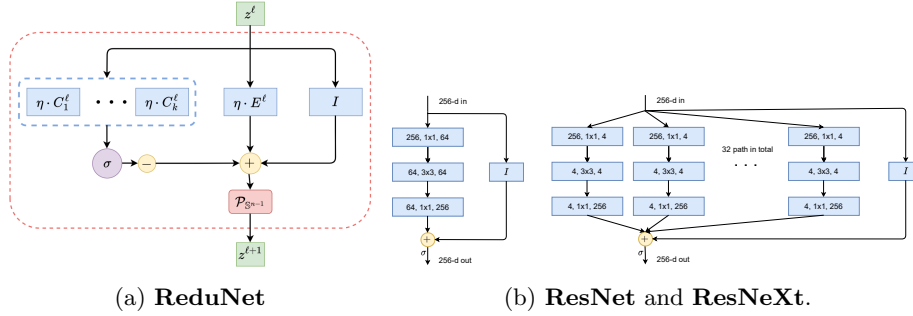 z^ℓ
η · C_1^ℓ • • • η · C_k^ℓ
η · E^ℓ
I
σ
−
+
P_{S^{n−1}}
z^{ℓ+1}
(a) ReduNet
256-d in
256, 1x1, 64
64, 3x3, 64
64, 1x1, 256
I
+
σ
256-d out
256-d in
256, 1x1, 4
256, 1x1, 4
256, 1x1, 4
32 path in total
· · ·
4, 3x3, 4
4, 3x3, 4
4, 3x3, 4
I
4, 1x1, 256
4, 1x1, 256
4, 1x1, 256
+
σ
256-d out
(b) ResNet and ResNeXt.